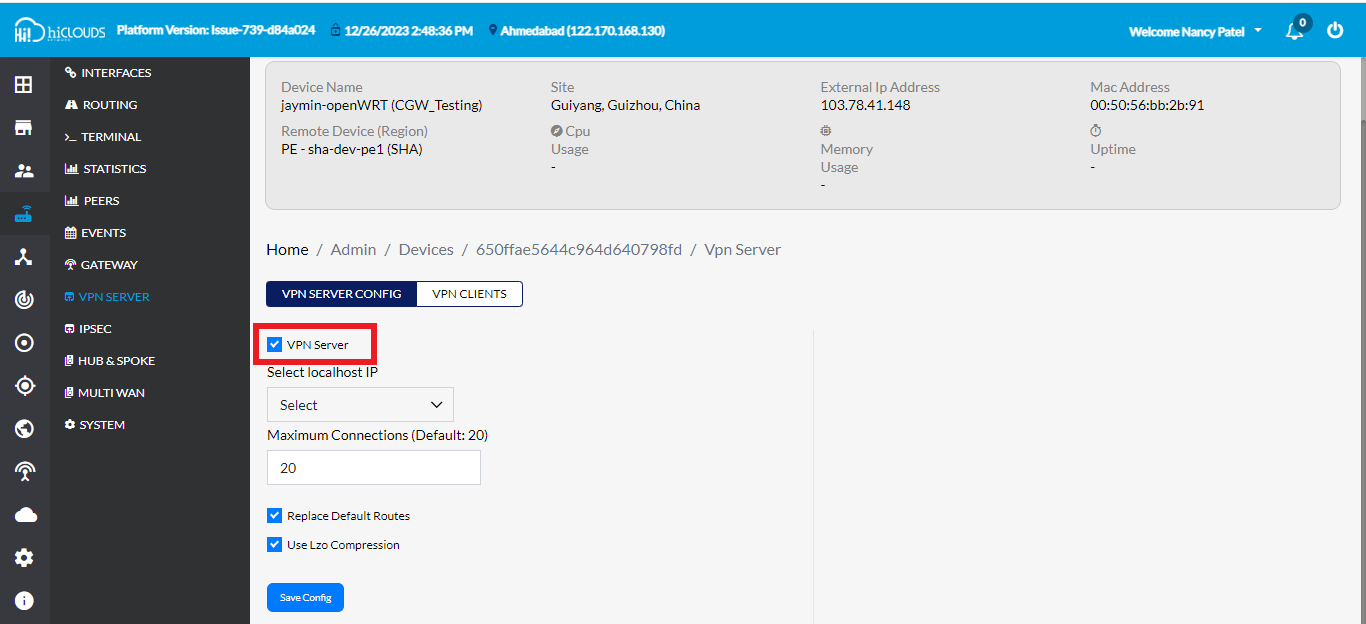 Hi! hiCLOUDS
NETWORKS
Platform Version: Issue-739-d84a024
12/26/2023 2:48:36 PM
Ahmedabad (122.170.168.130)
Welcome Nancy Patel
0
INTERFACES
ROUTING
TERMINAL
STATISTICS
PEERS
EVENTS
GATEWAY
VPN SERVER
IPSEC
HUB & SPOKE
MULTI WAN
SYSTEM
Device Name
jaymin-openWRT (CGW_Testing)
Site
Guiyang, Guizhou, China
External Ip Address
103.78.41.148
Mac Address
00:50:56:bb:2b:91
Remote Device (Region)
PE - sha-dev-pe1 (SHA)
Cpu
Usage
-
Memory
Usage
-
Uptime
-
Home / Admin / Devices / 650ffae5644c964d640798fd / Vpn Server
VPN SERVER CONFIG
VPN CLIENTS
VPN Server
Select localhost IP
Select
Maximum Connections (Default: 20)
20
Replace Default Routes
Use Lzo Compression
Save Config